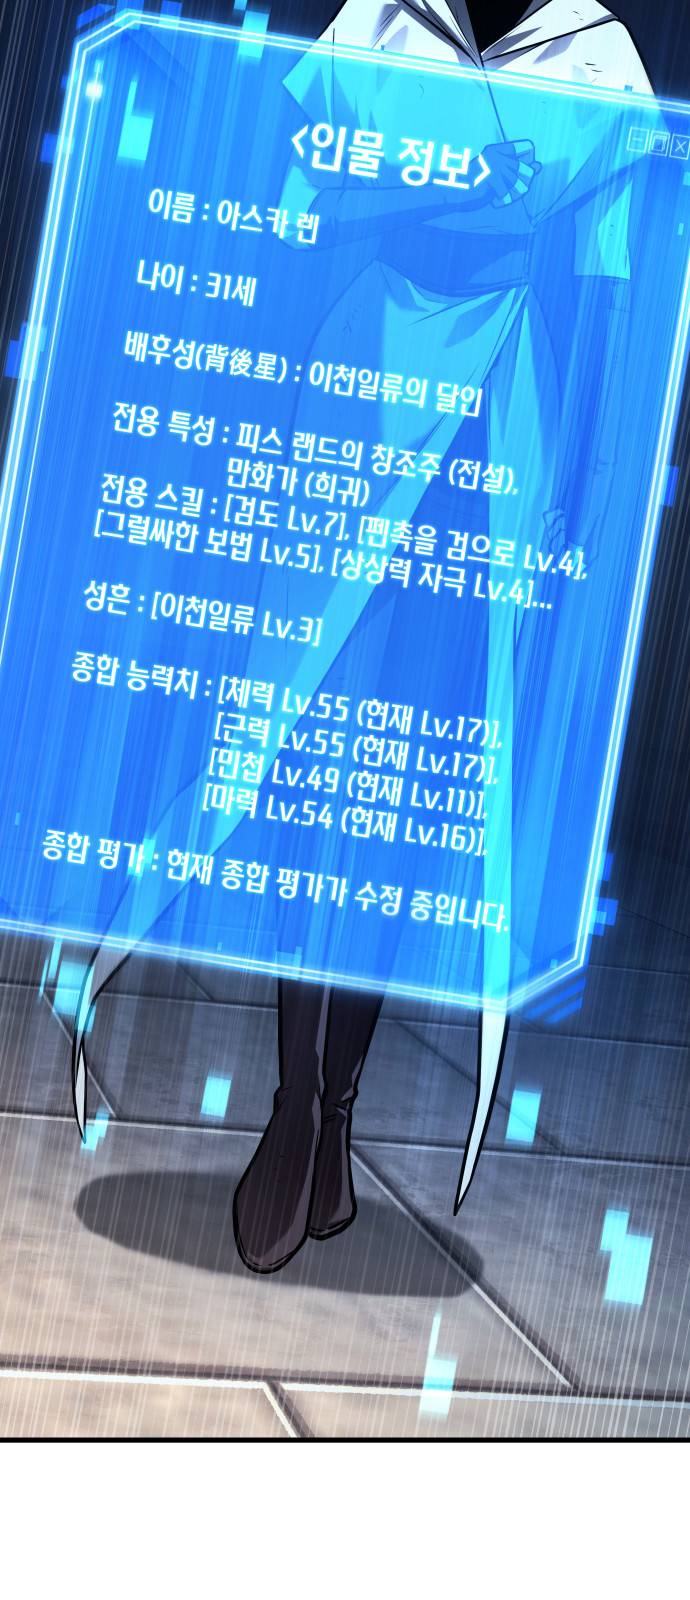 <인물 정보>
이름 : 아스카 렌
나이 : 31세
배후성(背後星) : 이천일류의 달인
전용 특성 : 피스 랜드의 창조주 (전설),
만화가 (희귀)
전용 스킬 : [검도 Lv.7], [펜촉을 검으로 Lv.4],
[그럴싸한 보법 Lv.5], [상상력 자극 Lv.4]...
성흔 : [이천일류 Lv.3]
종합 능력치 : [체력 Lv.55 (현재 Lv.17)],
[근력 Lv.55 (현재 Lv.17)],
[민첩 Lv.49 (현재 Lv.11)],
[마력 Lv.54 (현재 Lv.16)],
종합 평가 : 현재 종합 평가가 수정 중입니다.